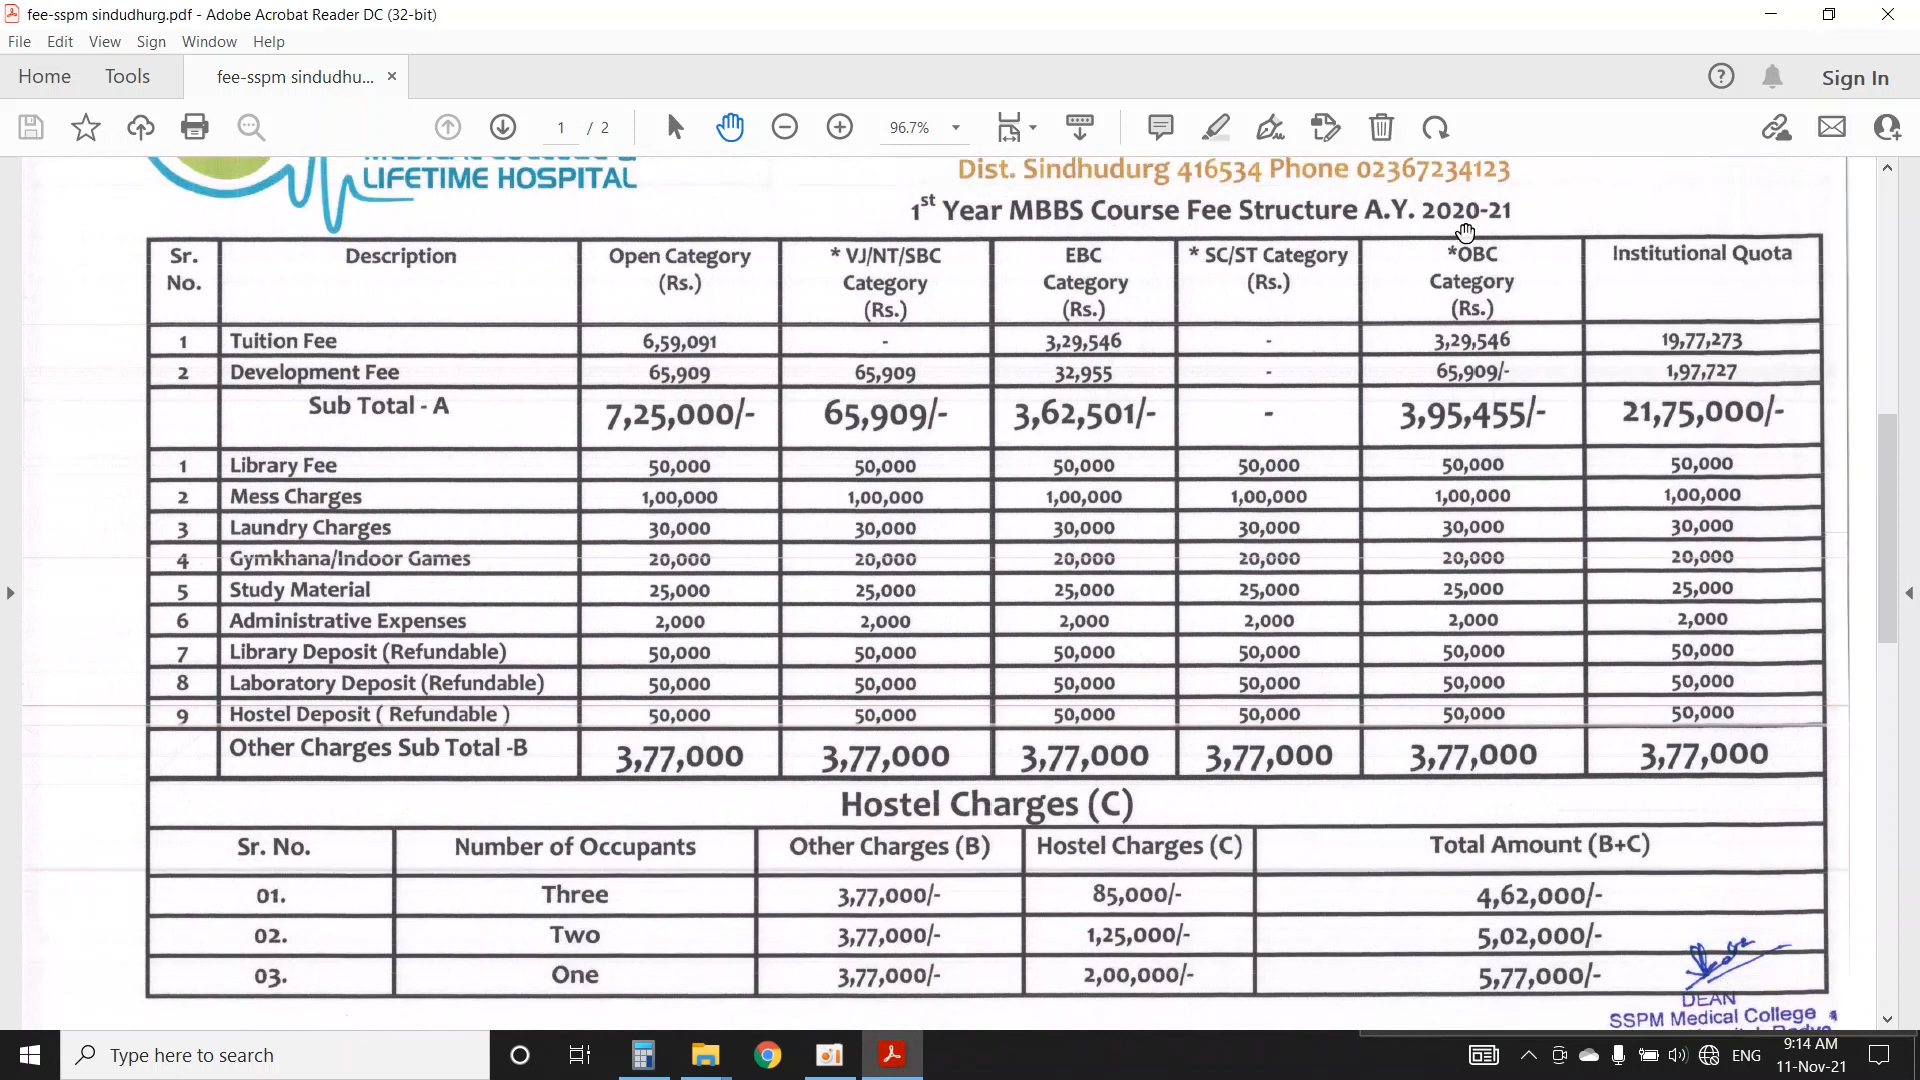 fee-sspm sindudhurg.pdf - Adobe Acrobat Reader DC (32-bit)
File Edit View Sign Window Help
Home Tools fee-sspm sindudhu... × Sign In
1 / 2 96.7%
LIFETIME HOSPITAL
Dist. Sindhudurg 416534 Phone 02367234123
1st Year MBBS Course Fee Structure A.Y. 2020-21
Sr. No. Description Open Category (Rs.) * VJ/NT/SBC Category (Rs.) EBC Category (Rs.) * SC/ST Category (Rs.) *OBC Category (Rs.) Institutional Quota
1 Tuition Fee 6,59,091 - 3,29,546 - 3,29,546 19,77,273
2 Development Fee 65,909 65,909 32,955 - 65,909/- 1,97,727
Sub Total - A 7,25,000/- 65,909/- 3,62,501/- - 3,95,455/- 21,75,000/-
1 Library Fee 50,000 50,000 50,000 50,000 50,000 50,000
2 Mess Charges 1,00,000 1,00,000 1,00,000 1,00,000 1,00,000 1,00,000
3 Laundry Charges 30,000 30,000 30,000 30,000 30,000 30,000
4 Gymkhana/Indoor Games 20,000 20,000 20,000 20,000 20,000 20,000
5 Study Material 25,000 25,000 25,000 25,000 25,000 25,000
6 Administrative Expenses 2,000 2,000 2,000 2,000 2,000 2,000
7 Library Deposit (Refundable) 50,000 50,000 50,000 50,000 50,000 50,000
8 Laboratory Deposit (Refundable) 50,000 50,000 50,000 50,000 50,000 50,000
9 Hostel Deposit ( Refundable ) 50,000 50,000 50,000 50,000 50,000 50,000
Other Charges Sub Total -B 3,77,000 3,77,000 3,77,000 3,77,000 3,77,000 3,77,000
Hostel Charges (C)
Sr. No. Number of Occupants Other Charges (B) Hostel Charges (C) Total Amount (B+C)
01. Three 3,77,000/- 85,000/- 4,62,000/-
02. Two 3,77,000/- 1,25,000/- 5,02,000/-
03. One 3,77,000/- 2,00,000/- 5,77,000/-
DEAN
SSPM Medical College
Type here to search ENG 9:14 AM
11-Nov-21